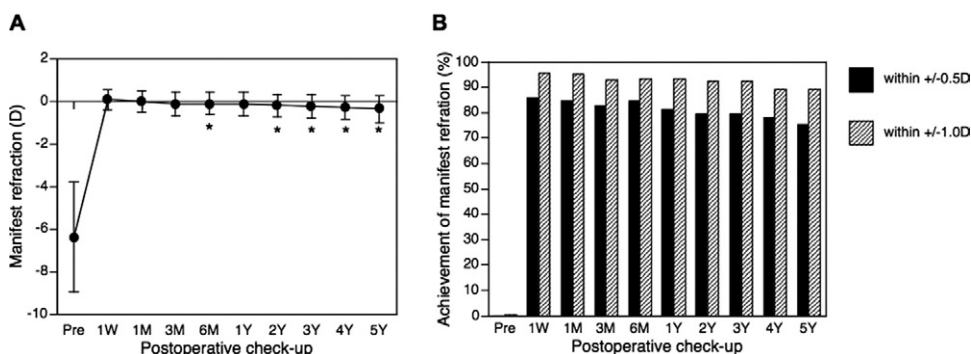 A
Manifest refraction (D)
2
0
-2
-4
-6
-8
-10
* * * * *
Pre 1W 1M 3M 6M 1Y 2Y 3Y 4Y 5Y
Postoperative check-up
B
Achievement of manifest refraction (%)
100
90
80
70
60
50
40
30
20
10
0
Pre 1W 1M 3M 6M 1Y 2Y 3Y 4Y 5Y
Postoperative check-up
within +/-0.5D
within +/-1.0D